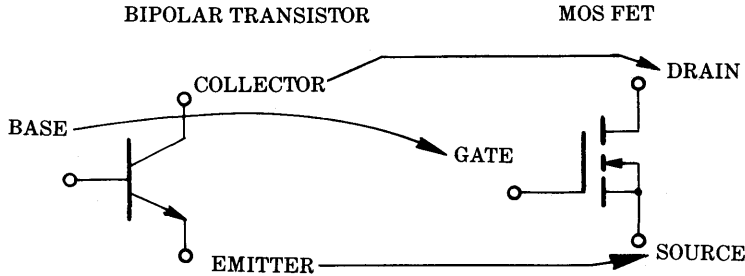 BIPOLAR TRANSISTOR
MOS FET
COLLECTOR
DRAIN
BASE
GATE
EMITTER
SOURCE